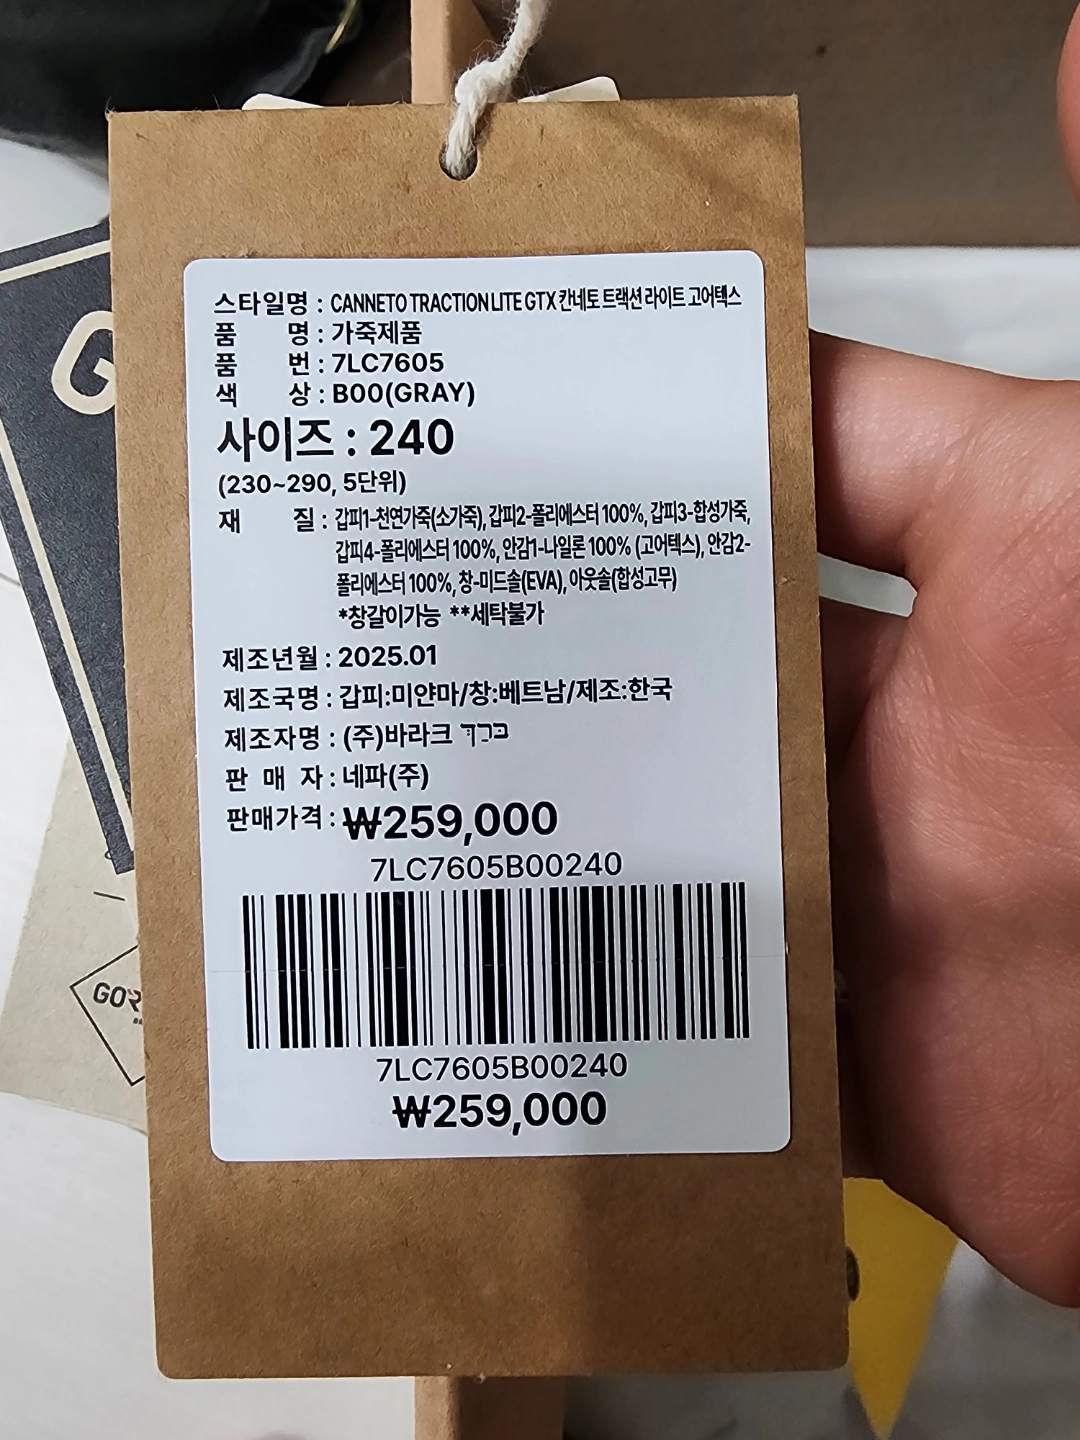 스타일명 : CANNETO TRACTION LITE GTX 칸네토 트랙션 라이트 고어텍스
품 명 : 가죽제품
품 번 : 7LC7605
색 상 : B00(GRAY)
사이즈 : 240
(230~290, 5단위)
재 질 : 갑피1-천연가죽(소가죽), 갑피2-폴리에스터 100%, 갑피3-합성가죽,
갑피4-폴리에스터 100%, 안감1-나일론 100% (고어텍스), 안감2-
폴리에스터 100%, 창-미드솔(EVA), 아웃솔(합성고무)
*창갈이가능 **세탁불가
제조년월 : 2025.01
제조국명 : 갑피:미얀마/창:베트남/제조:한국
제조자명 : (주)바라크 ברך
판 매 자 : 네파(주)
판매가격 : ₩259,000
7LC7605B00240
7LC7605B00240
₩259,000
G
GOR